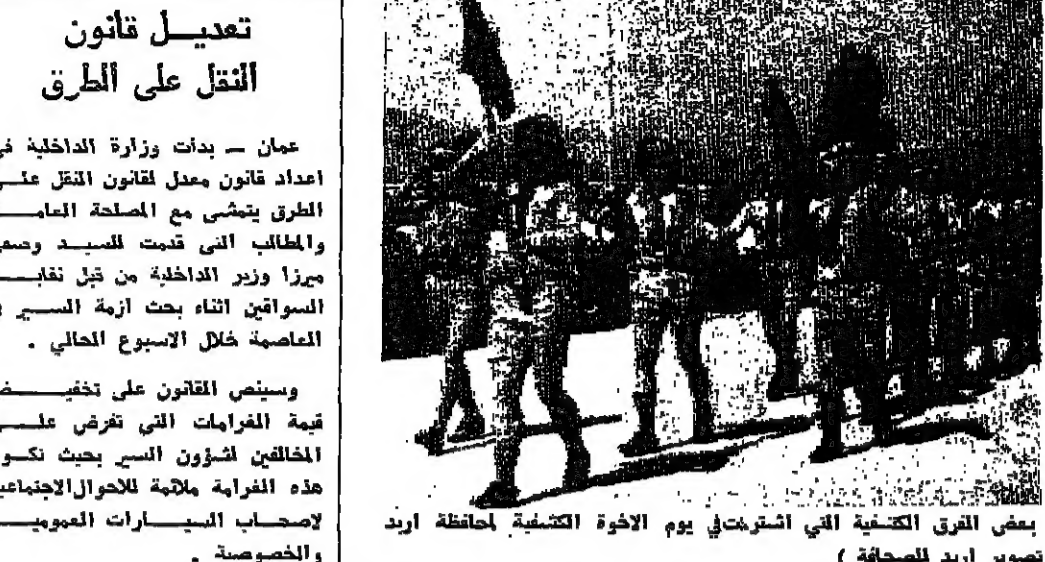 تعديل قانون
النقل على الطرق
عمان — بدأت وزارة الداخلية في
اعداد قانون معدل لقانون النقل على
الطرق يتمشى مع المصلحة العامة
والمطالب التي قدمت للسيد وصفي
ميرزا وزير الداخلية من قبل نقابة
السواقين اثناء بحث ازمة السير
العاصمة خلال الاسبوع الحالي .
وسينص القانون على تخفيض
قيمة الغرامات التي تفرض على
المخالفين لشؤون السير بحيث تكون
هذه الغرامة ملائمة للاحوال الاجتماعية
لاصحاب السيارات العمومية
والخصوصية .
بعض الفرق الكشفية التي اشتركت في يوم الاخوة الكشفية لمحافظة اربد
تصوير اربد للصحافة )